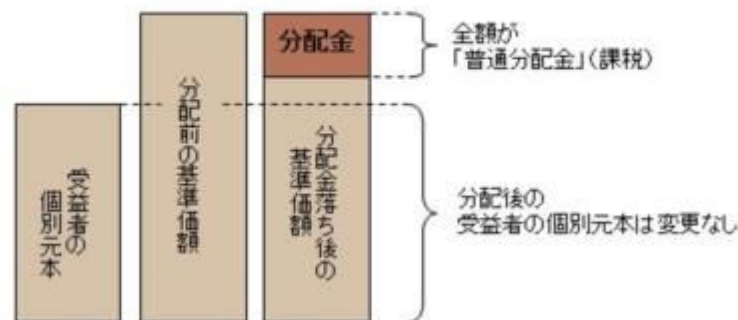 受益者の
個別元本
分配前の基準価額
分配金
分配金落ち後の
基準価額
全額が
「普通分配金」(課税)
分配後の
受益者の個別元本は変更なし